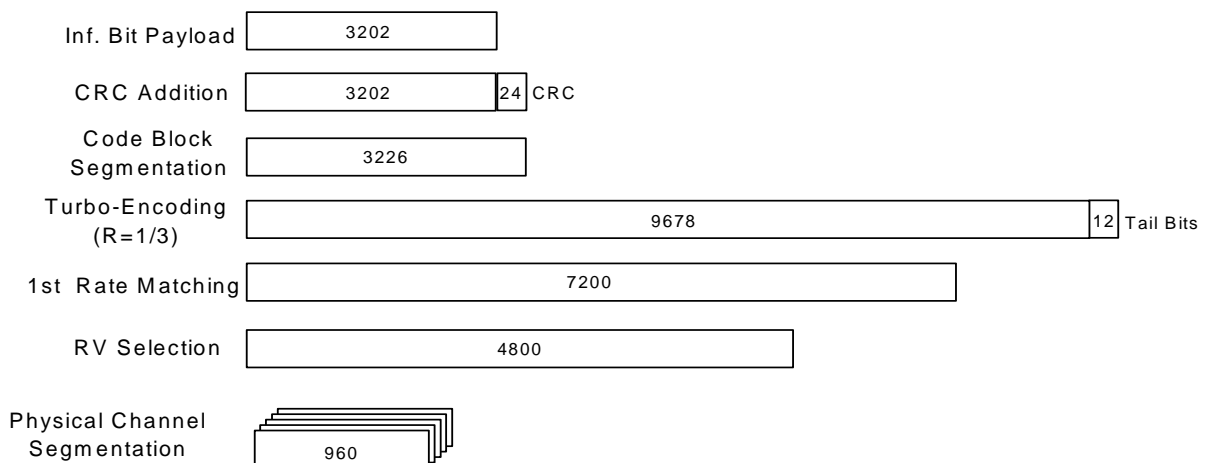 Inf. Bit Payload 3202
CRC Addition 3202 24 CRC
Code Block
Segmentation 3226
Turbo-Encoding
(R=1/3) 9678 12 Tail Bits
1st Rate Matching 7200
RV Selection 4800
Physical Channel
Segmentation 960